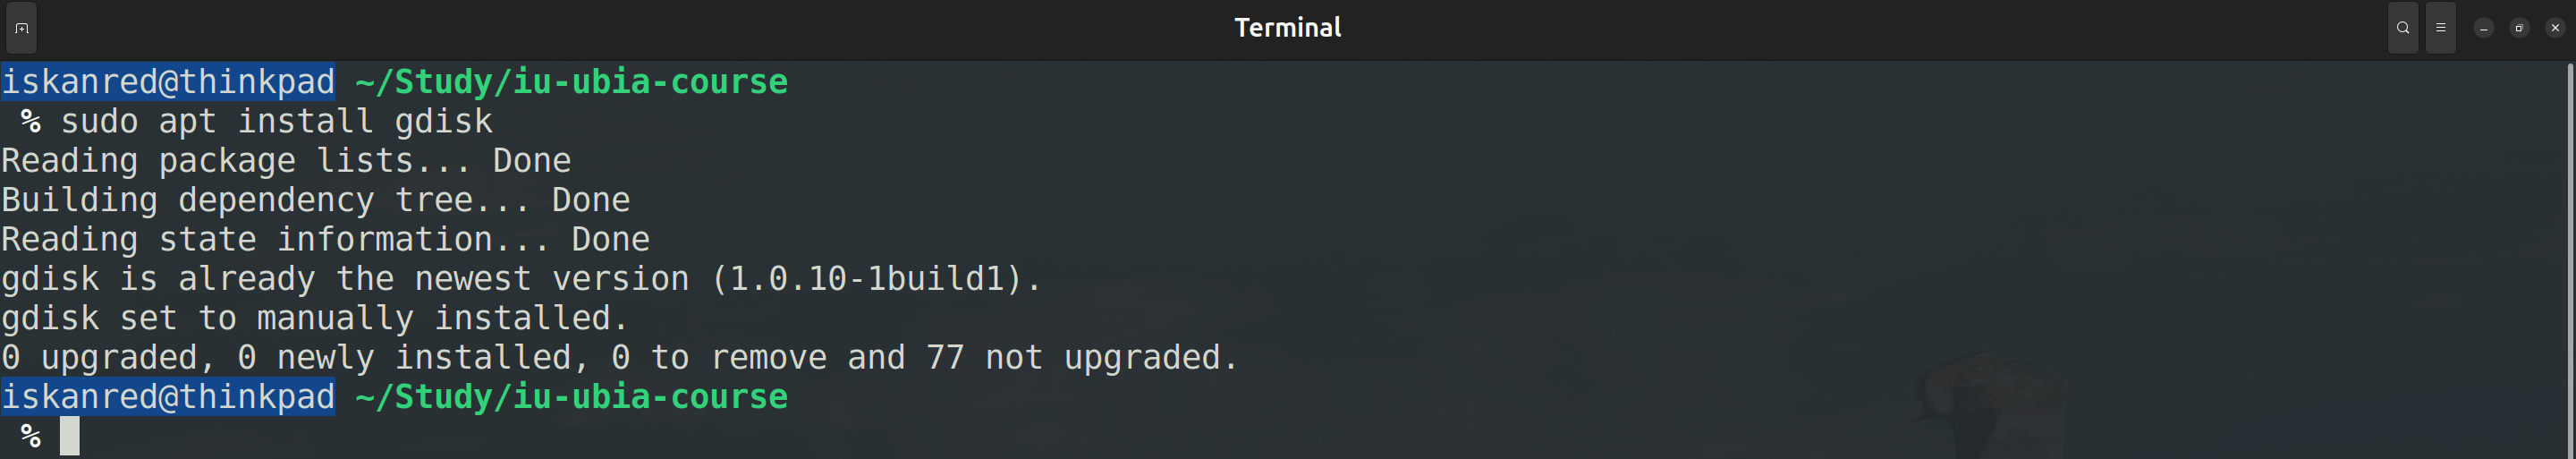 Terminal
iskanred@thinkpad ~/Study/iu-ubia-course
% sudo apt install gdisk
Reading package lists... Done
Building dependency tree... Done
Reading state information... Done
gdisk is already the newest version (1.0.10-1build1).
gdisk set to manually installed.
0 upgraded, 0 newly installed, 0 to remove and 77 not upgraded.
iskanred@thinkpad ~/Study/iu-ubia-course
%